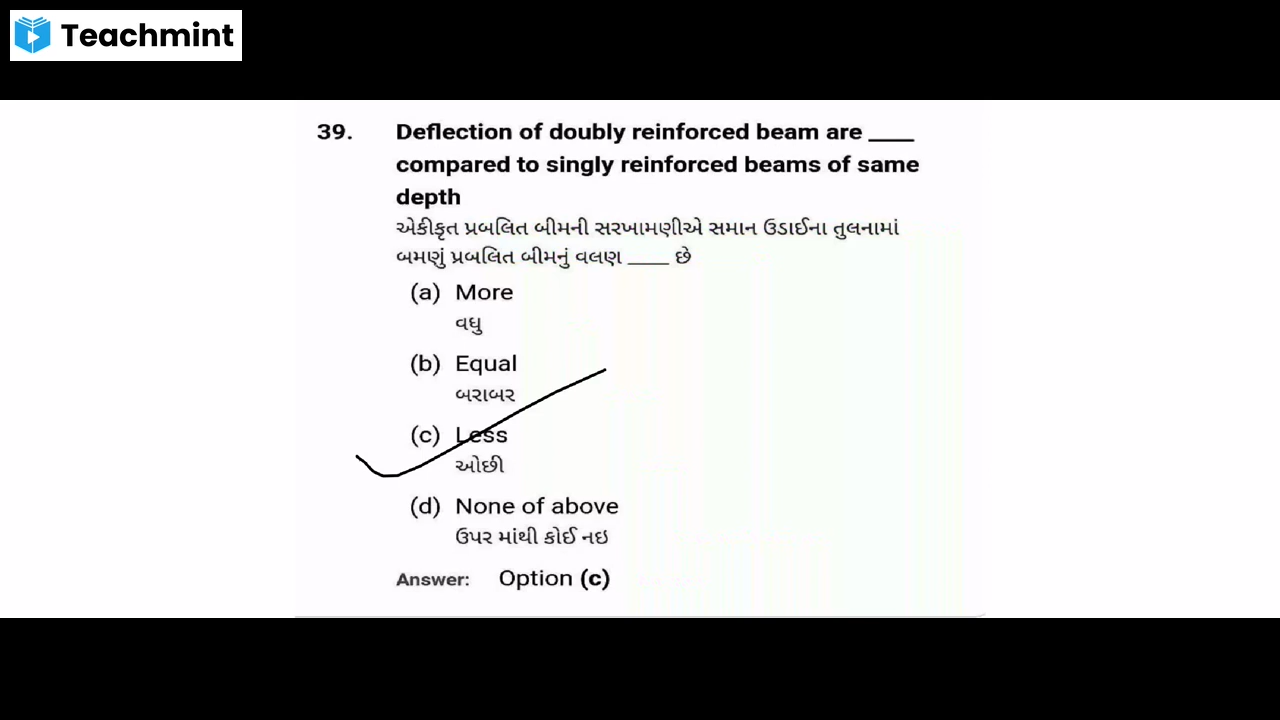 Teachmint
39. Deflection of doubly reinforced beam are ____
compared to singly reinforced beams of same
depth
એકીકૃત પ્રબલિત બીમની સરખામણીએ સમાન ઉડાઈના તુલનામાં
બમણું પ્રબલિત બીમનું વલણ ____ છે
(a) More
વધુ
(b) Equal
બરાબર
(c) Less
ઓછી
(d) None of above
ઉપર માંથી કોઈ નઇ
Answer: Option (c)